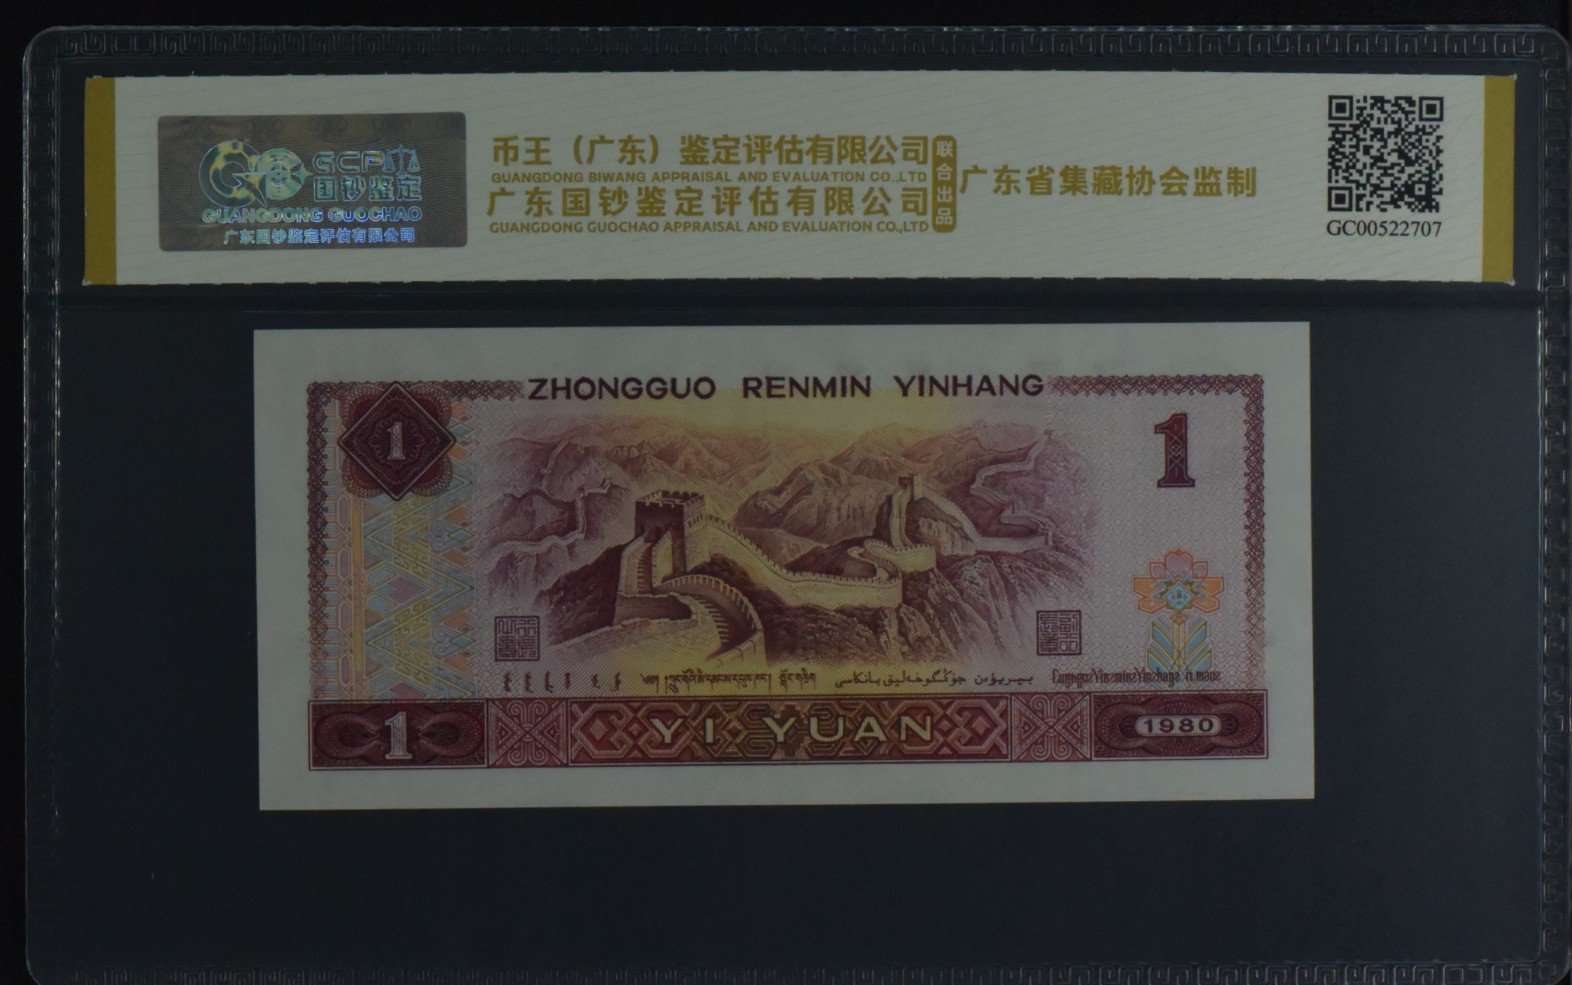 GCP
国钞鉴定
GUANGDONG GUOCHAO
广东国钞鉴定评估有限公司
币王（广东）鉴定评估有限公司
GUANGDONG BIWANG APPRAISAL AND EVALUATION CO.,LTD
广东国钞鉴定评估有限公司
GUANGDONG GUOCHAO APPRAISAL AND EVALUATION CO.,LTD
联合出品
广东省集藏协会监制
GC00522707
ZHONGGUO RENMIN YINHANG
1
1
1
YI YUAN
1980